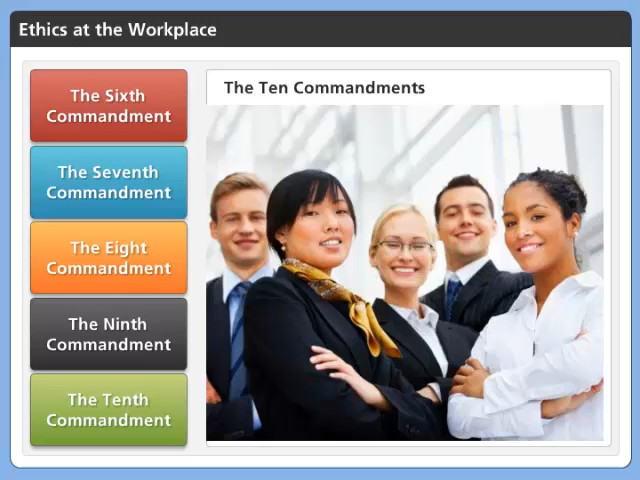 Ethics at the Workplace
The Sixth
Commandment
The Seventh
Commandment
The Eight
Commandment
The Ninth
Commandment
The Tenth
Commandment
The Ten Commandments